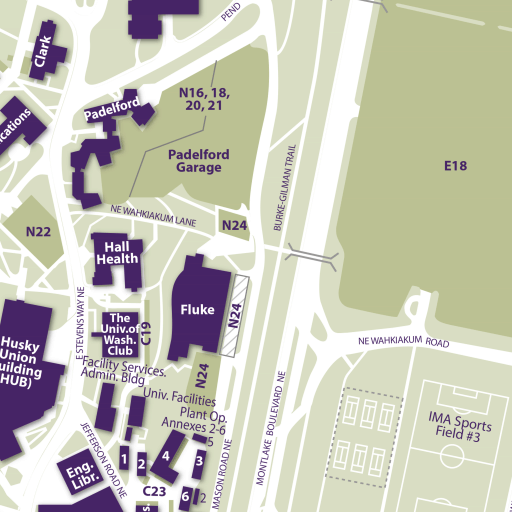 PEND
Clark
N16, 18,
20, 21
Padelford
ications
Padelford
Garage
E18
BURKE-GILMAN TRAIL
NE WAHKIAKUM LANE
N24
N22
Hall
Health
E STEVENS WAY NE
Fluke
N24
The
Univ.of
Wash.
Club
C19
NE WAHKIAKUM ROAD
Husky
Union
uilding
HUB)
Facility Services.
Admin. Bldg
N24
Univ. Facilities
Plant Op.
Annexes 2-6
MONTLAKE BOULEVARD NE
IMA Sports
Field #3
JEFFERSON ROAD NE
MASON ROAD NE
5
1
2
4
3
Eng.
Libr.
C23
6
2